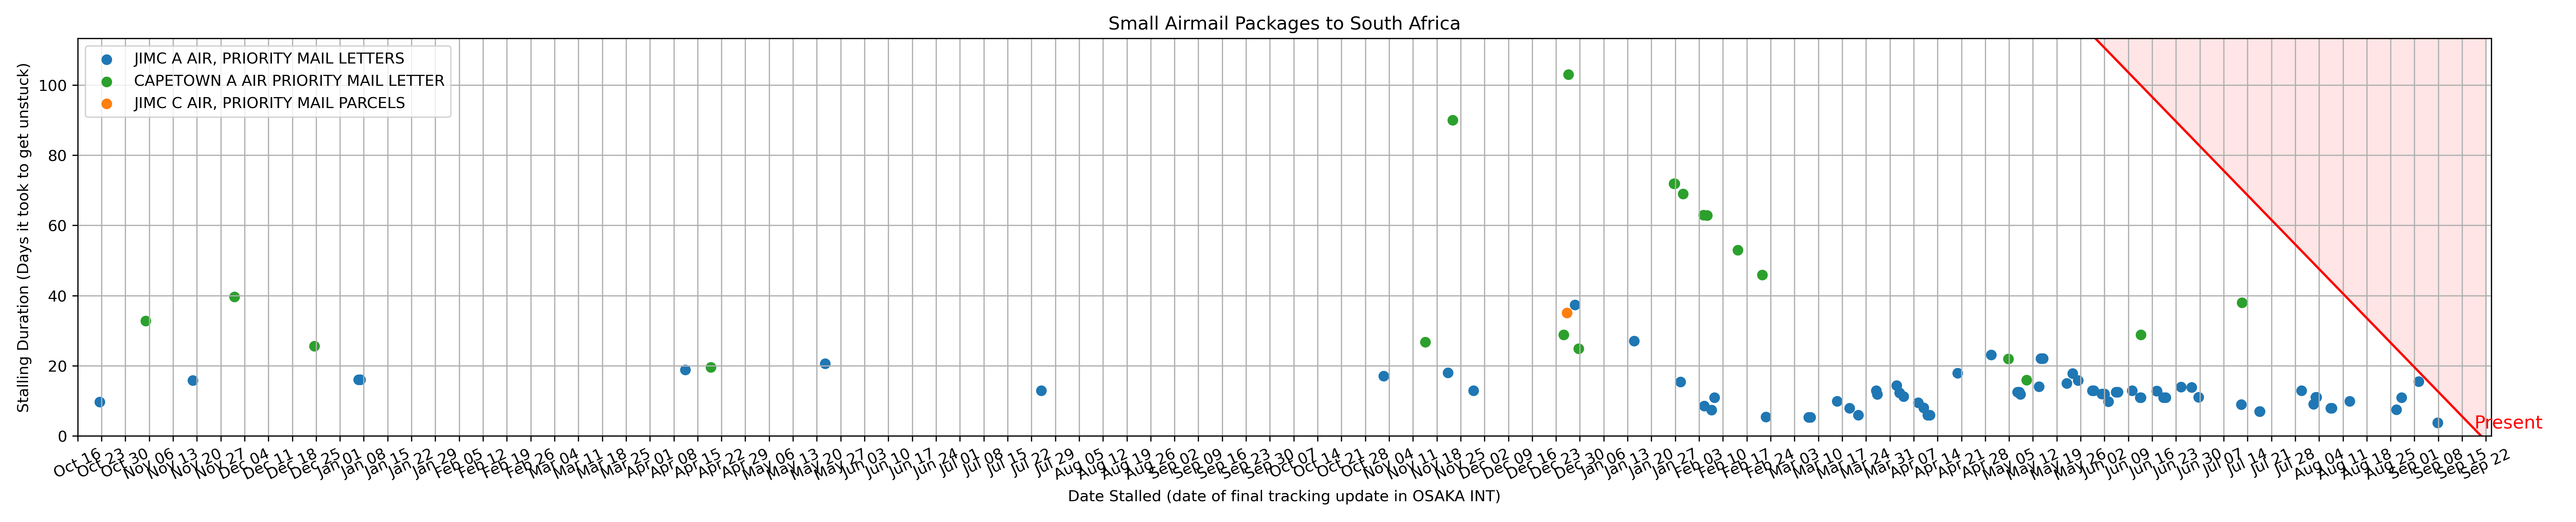 Small Airmail Packages to South Africa
JIMC A AIR, PRIORITY MAIL LETTERS
CAPETOWN A AIR PRIORITY MAIL LETTER
JIMC C AIR, PRIORITY MAIL PARCELS
Stalling Duration (Days it took to get unstuck)
100
80
60
40
20
0
Present
Oct 16 Oct 23 Oct 30 Nov 06 Nov 13 Nov 20 Nov 27 Dec 04 Dec 11 Dec 18 Dec 25 Jan 01 Jan 08 Jan 15 Jan 22 Jan 29 Feb 05 Feb 12 Feb 19 Feb 26 Mar 04 Mar 11 Mar 18 Mar 25 Apr 01 Apr 08 Apr 15 Apr 22 Apr 29 May 06 May 13 May 20 May 27 Jun 03 Jun 10 Jun 17 Jun 24 Jul 01 Jul 08 Jul 15 Jul 22 Jul 29 Aug 05 Aug 12 Aug 19 Aug 26 Sep 02 Sep 09 Sep 16 Sep 23 Sep 30 Oct 07 Oct 14 Oct 21 Oct 28 Nov 04 Nov 11 Nov 18 Nov 25 Dec 02 Dec 09 Dec 16 Dec 23 Dec 30 Jan 06 Jan 13 Jan 20 Jan 27 Feb 03 Feb 10 Feb 17 Feb 24 Mar 03 Mar 10 Mar 17 Mar 24 Mar 31 Apr 07 Apr 14 Apr 21 Apr 28 May 05 May 12 May 19 May 26 Jun 02 Jun 09 Jun 16 Jun 23 Jun 30 Jul 07 Jul 14 Jul 21 Jul 28 Aug 04 Aug 11 Aug 18 Aug 25 Sep 01 Sep 08 Sep 15 Sep 22
Date Stalled (date of final tracking update in OSAKA INT)